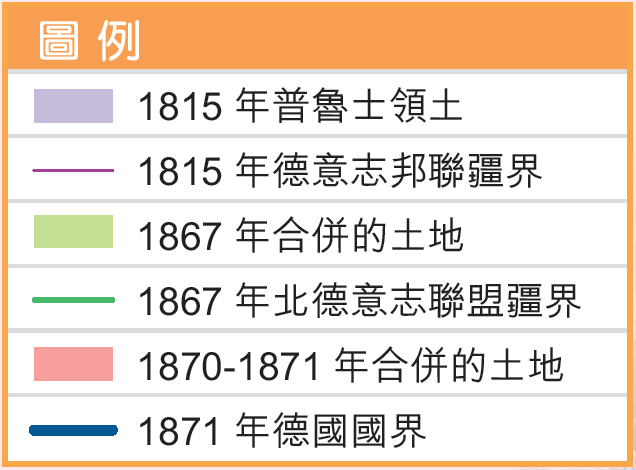 圖例
1815 年普魯士領土
1815 年德意志邦聯疆界
1867 年合併的土地
1867 年北德意志聯盟疆界
1870-1871 年合併的土地
1871 年德國國界